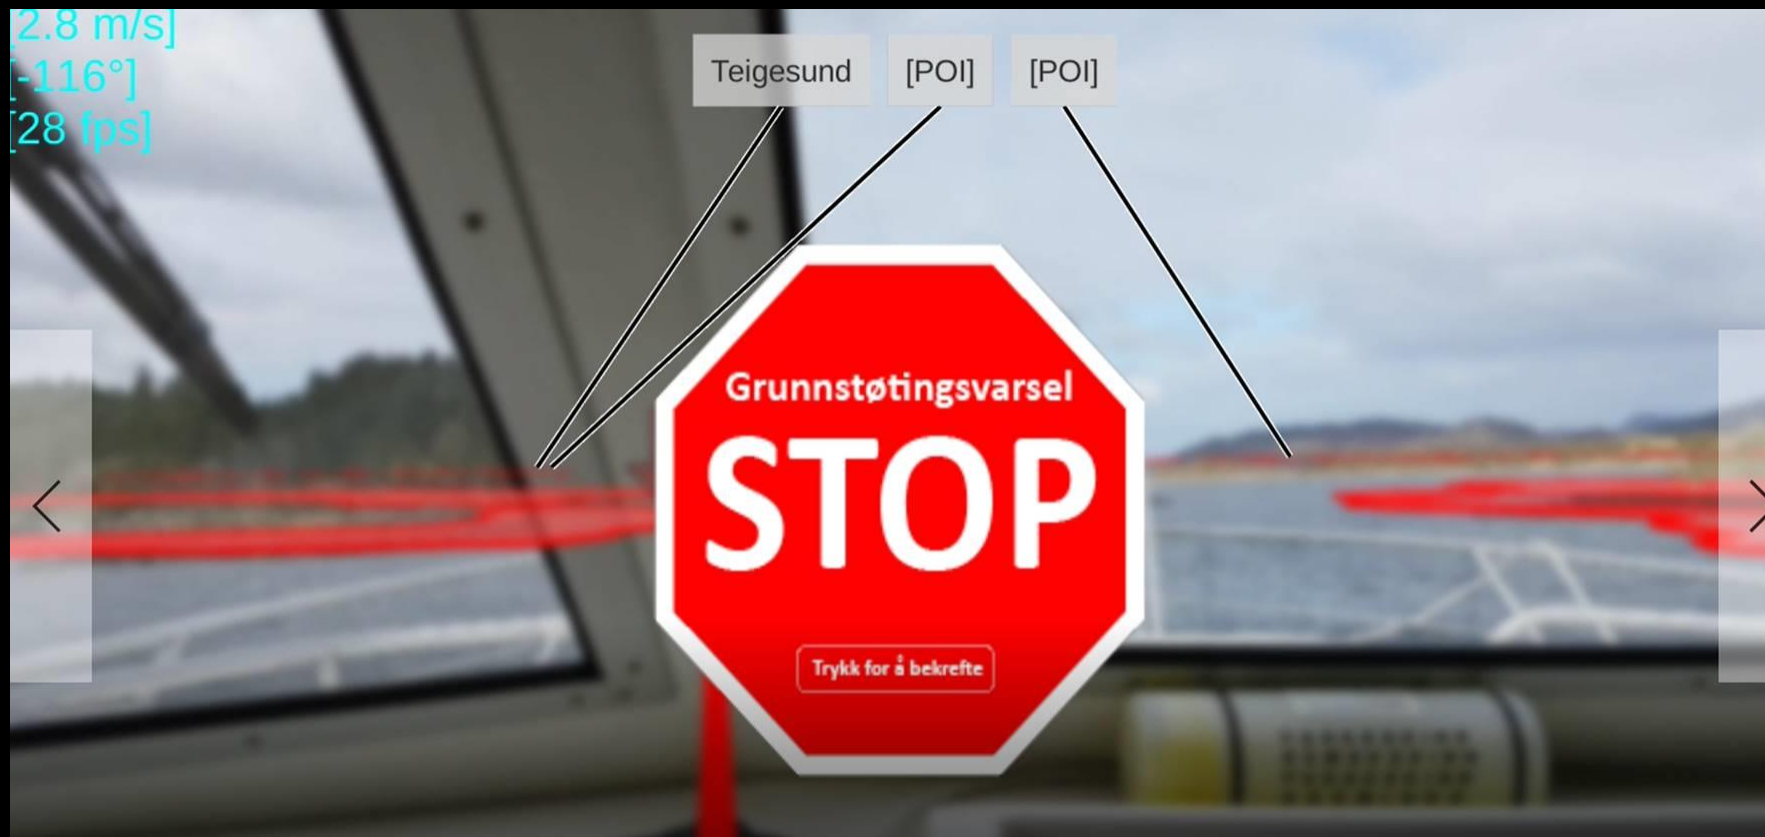 [2.8 m/s]
[-116°]
[28 fps]
Teigesund
[POI]
[POI]
Grunnstøtingsvarsel
STOP
Trykk for å bekrefte